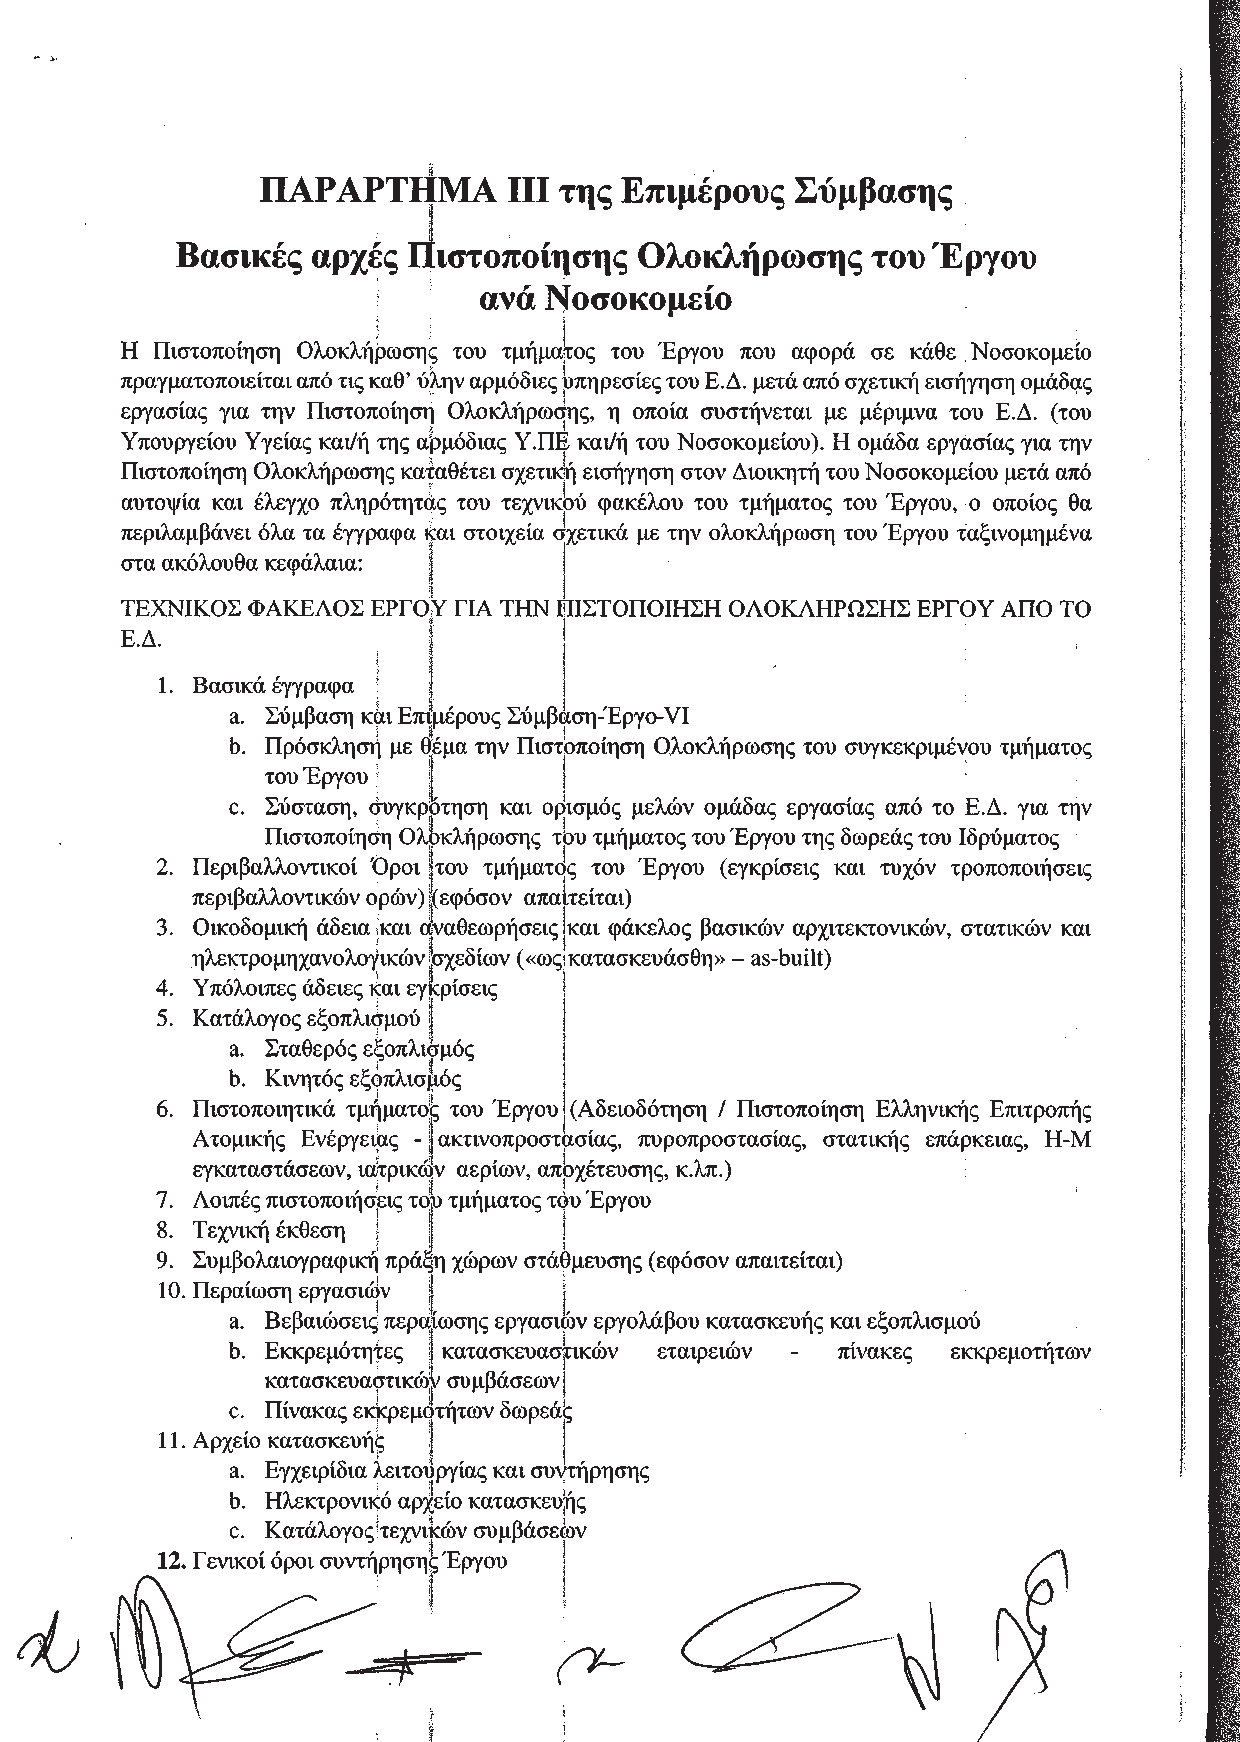 ΠΑΡΑΡΤΗΜΑ ΙΙΙ της Επιμέρους Σύμβασης
Βασικές αρχές Πιστοποίησης Ολοκλήρωσης του Έργου
ανά Νοσοκομείο
Η Πιστοποίηση Ολοκλήρωσης του τμήματος του Έργου που αφορά σε κάθε Νοσοκομείο
πραγματοποιείται από τις καθ’ ύλην αρμόδιες υπηρεσίες του Ε.Δ. μετά από σχετική εισήγηση ομάδας
εργασίας για την Πιστοποίηση Ολοκλήρωσης, η οποία συστήνεται με μέριμνα του Ε.Δ. (του
Υπουργείου Υγείας και/ή της αρμόδιας Υ.ΠΕ και/ή του Νοσοκομείου). Η ομάδα εργασίας για την
Πιστοποίηση Ολοκλήρωσης καταθέτει σχετική εισήγηση στον Διοικητή του Νοσοκομείου μετά από
αυτοψία και έλεγχο πληρότητας του τεχνικού φακέλου του τμήματος του Έργου, ο οποίος θα
περιλαμβάνει όλα τα έγγραφα και στοιχεία σχετικά με την ολοκλήρωση του Έργου ταξινομημένα
στα ακόλουθα κεφάλαια:
ΤΕΧΝΙΚΟΣ ΦΑΚΕΛΟΣ ΕΡΓΟΥ ΓΙΑ ΤΗΝ ΠΙΣΤΟΠΟΙΗΣΗ ΟΛΟΚΛΗΡΩΣΗΣ ΕΡΓΟΥ ΑΠΟ ΤΟ
Ε.Δ.
1. Βασικά έγγραφα
a. Σύμβαση και Επιμέρους Σύμβαση-Έργο-VI
b. Πρόσκληση με θέμα την Πιστοποίηση Ολοκλήρωσης του συγκεκριμένου τμήματος
του Έργου
c. Σύσταση, συγκρότηση και ορισμός μελών ομάδας εργασίας από το Ε.Δ. για την
Πιστοποίηση Ολοκλήρωσης του τμήματος του Έργου της δωρεάς του Ιδρύματος
2. Περιβαλλοντικοί Όροι του τμήματος του Έργου (εγκρίσεις και τυχόν τροποποιήσεις
περιβαλλοντικών ορών) (εφόσον απαιτείται)
3. Οικοδομική άδεια και αναθεωρήσεις και φάκελος βασικών αρχιτεκτονικών, στατικών και
ηλεκτρομηχανολογικών σχεδίων («ως κατασκευάσθη» – as-built)
4. Υπόλοιπες άδειες και εγκρίσεις
5. Κατάλογος εξοπλισμού
a. Σταθερός εξοπλισμός
b. Κινητός εξοπλισμός
6. Πιστοποιητικά τμήματος του Έργου (Αδειοδότηση / Πιστοποίηση Ελληνικής Επιτροπής
Ατομικής Ενέργειας - ακτινοπροστασίας, πυροπροστασίας, στατικής επάρκειας, Η-Μ
εγκαταστάσεων, ιατρικών αερίων, αποχέτευσης, κ.λπ.)
7. Λοιπές πιστοποιήσεις του τμήματος του Έργου
8. Τεχνική έκθεση
9. Συμβολαιογραφική πράξη χώρων στάθμευσης (εφόσον απαιτείται)
10. Περαίωση εργασιών
a. Βεβαιώσεις περαίωσης εργασιών εργολάβου κατασκευής και εξοπλισμού
b. Εκκρεμότητες κατασκευαστικών εταιρειών - πίνακες εκκρεμοτήτων
κατασκευαστικών συμβάσεων
c. Πίνακας εκκρεμοτήτων δωρεάς
11. Αρχείο κατασκευής
a. Εγχειρίδια λειτουργίας και συντήρησης
b. Ηλεκτρονικό αρχείο κατασκευής
c. Κατάλογος τεχνικών συμβάσεων
12. Γενικοί όροι συντήρησης Έργου